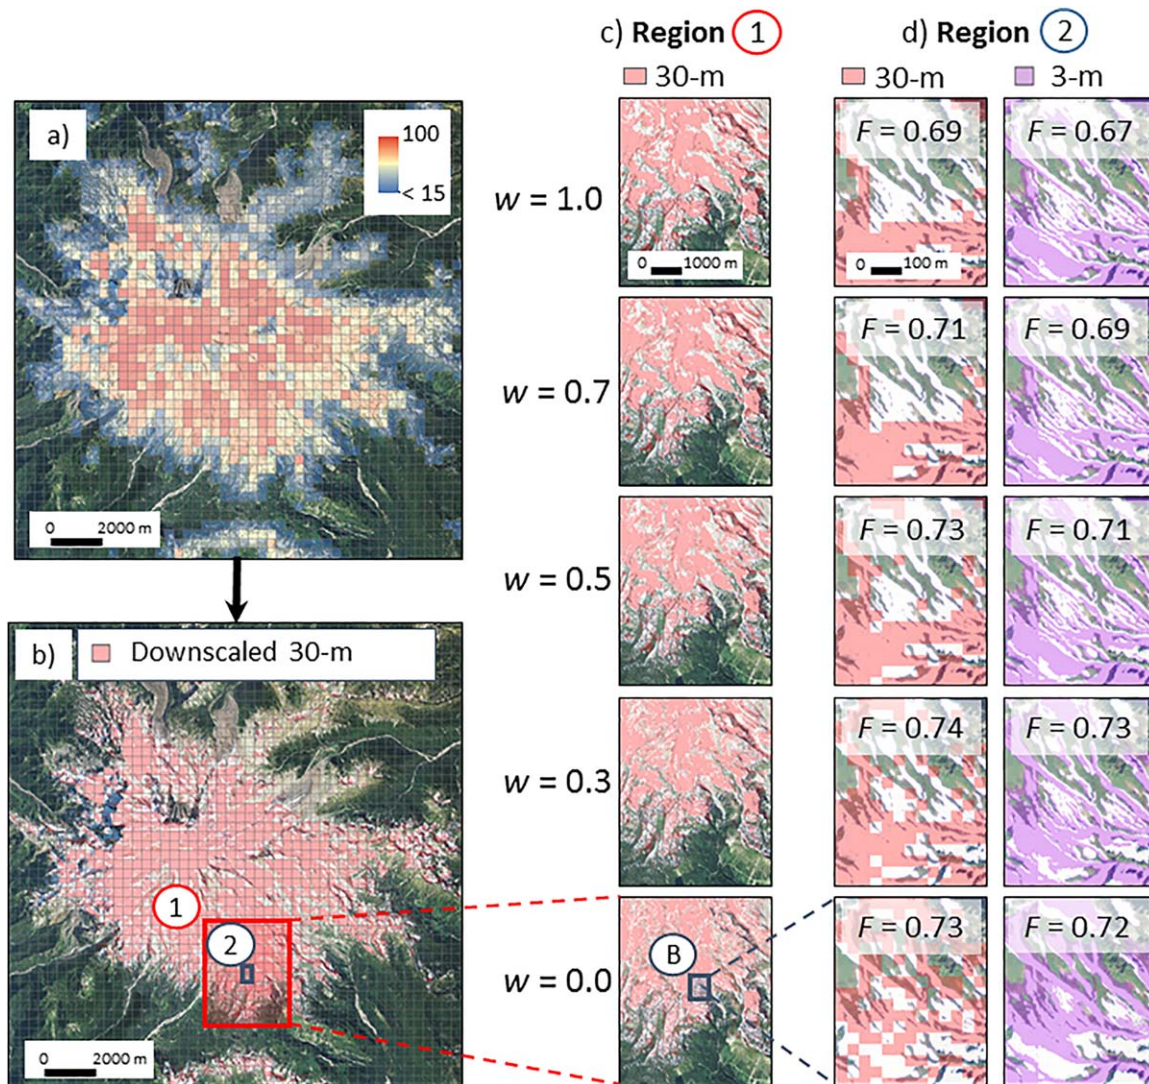 c) Region 1
d) Region 2
30-m
30-m
3-m
a)
100
< 15
0 2000 m
w = 1.0
0 1000 m
F = 0.69
0 100 m
F = 0.67
w = 0.7
F = 0.71
F = 0.69
w = 0.5
F = 0.73
F = 0.71
b)
Downscaled 30-m
1
2
0 2000 m
w = 0.3
F = 0.74
F = 0.73
w = 0.0
B
F = 0.73
F = 0.72